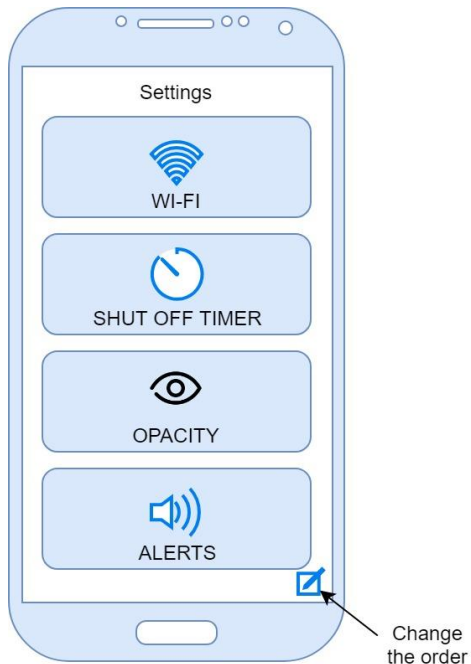 Settings
WI-FI
SHUT OFF TIMER
OPACITY
ALERTS
Change
the order